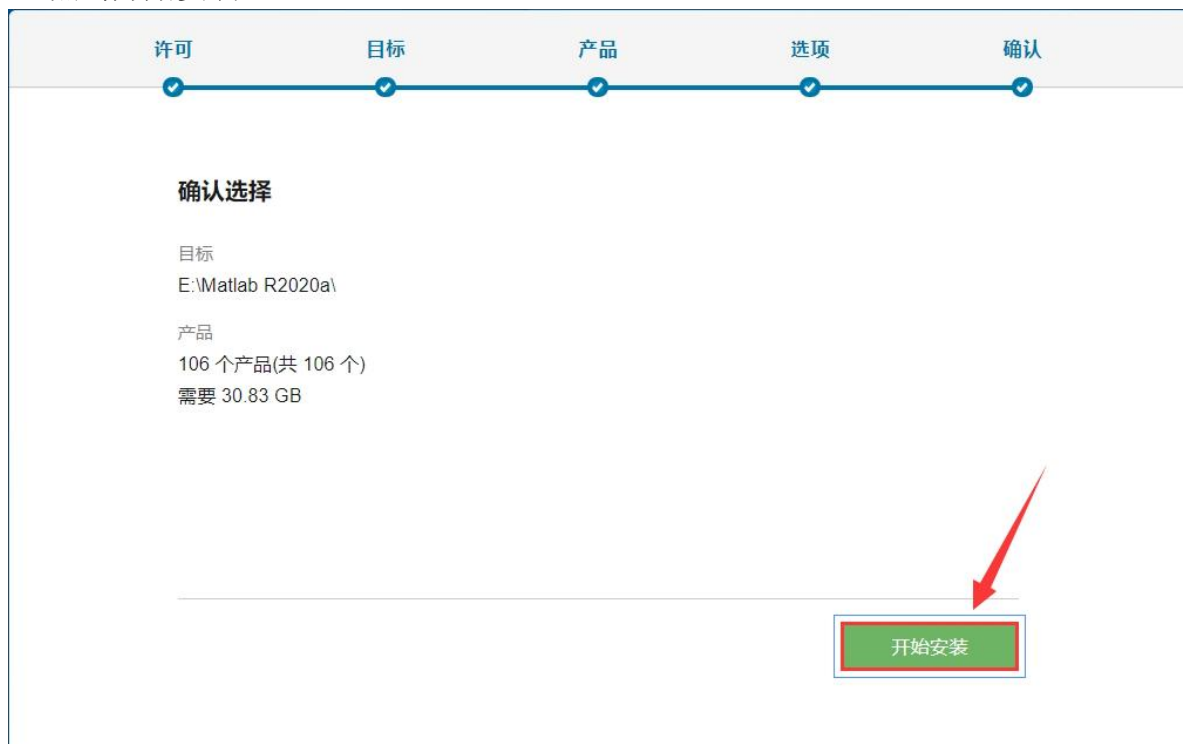 许可 目标 产品 选项 确认
确认选择
目标
E:\Matlab R2020a\
产品
106 个产品(共 106 个)
需要 30.83 GB
开始安装